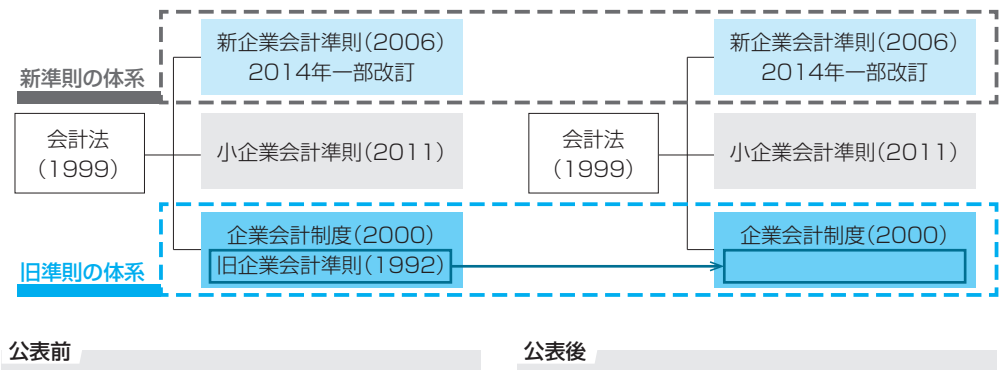 新企業会計準則(2006)
2014年一部改訂
新企業会計準則(2006)
2014年一部改訂
新準則の体系
会計法
(1999)
小企業会計準則(2011)
会計法
(1999)
小企業会計準則(2011)
企業会計制度(2000)
旧企業会計準則(1992)
企業会計制度(2000)
旧準則の体系
公表前
公表後